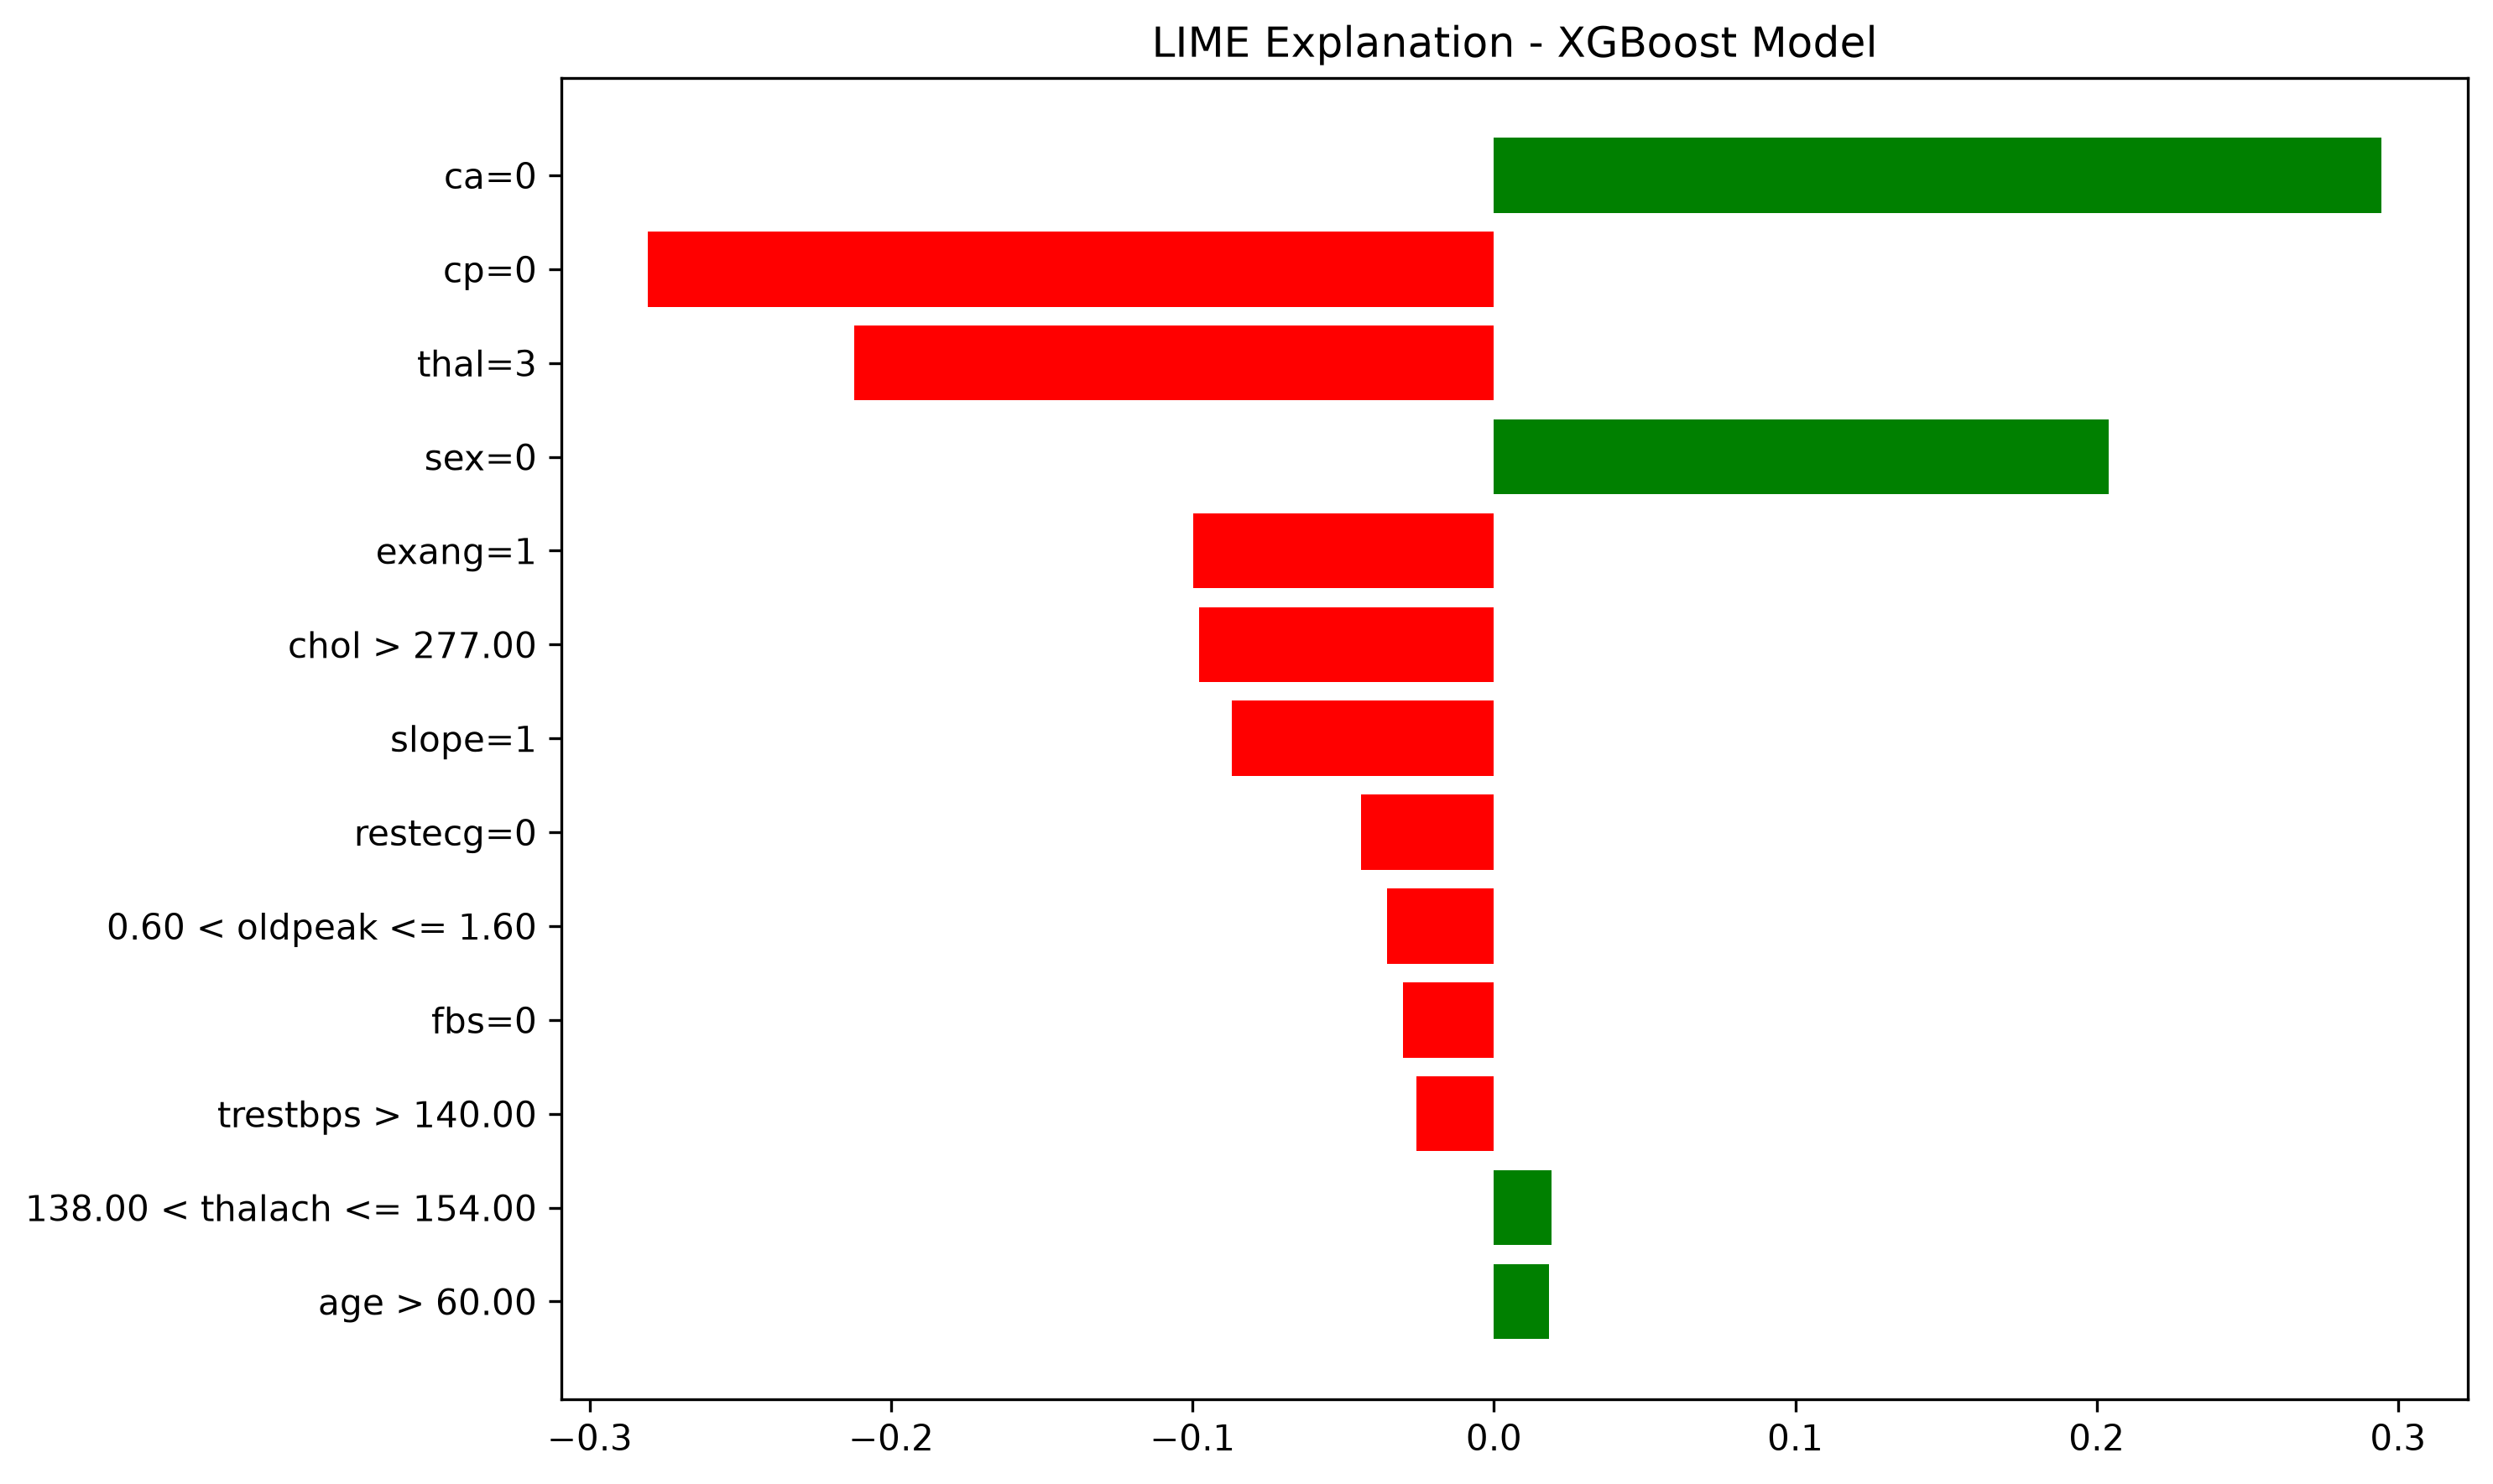 LIME Explanation - XGBoost Model
ca=0
cp=0
thal=3
sex=0
exang=1
chol > 277.00
slope=1
restecg=0
0.60 < oldpeak <= 1.60
fbs=0
trestbps > 140.00
138.00 < thalach <= 154.00
age > 60.00
−0.3 −0.2 −0.1 0.0 0.1 0.2 0.3